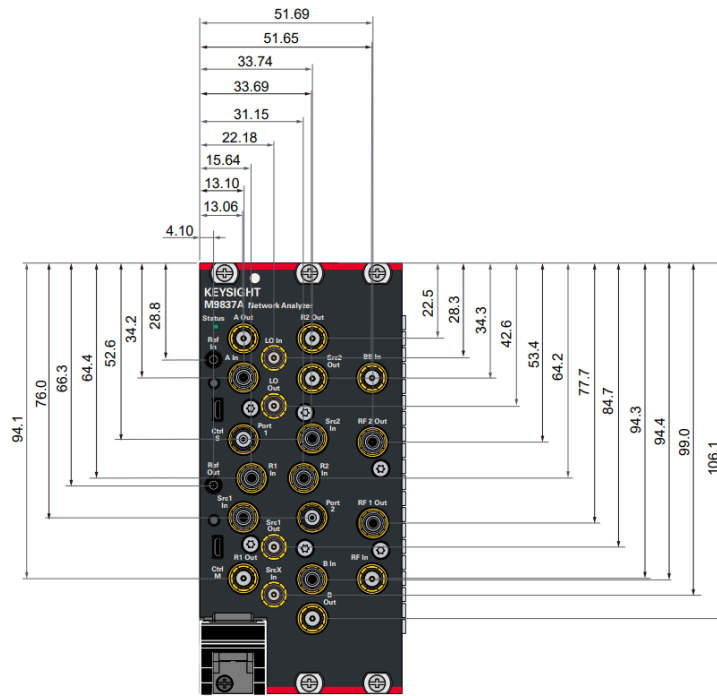 51.69
51.65
33.74
33.69
31.15
22.18
15.64
13.10
13.06
4.10
94.1
76.0
66.3
64.4
52.6
34.2
28.8
22.5
28.3
34.3
42.6
53.4
64.2
77.7
84.7
94.3
94.4
99.0
106.1
KEYSIGHT
M9837A Network Analyzer
Status
A Out
R2 Out
Ref
In
LO In
A In
Src2
Out
BB In
LO
Out
Ctrl
S
Port
1
Src2
In
RF 2 Out
Ref
Out
R1
In
R2
In
Src1
In
Port
2
RF 1 Out
Src1
Out
Ctrl
M
R1 Out
SrcX
In
B In
RF In
B
Out